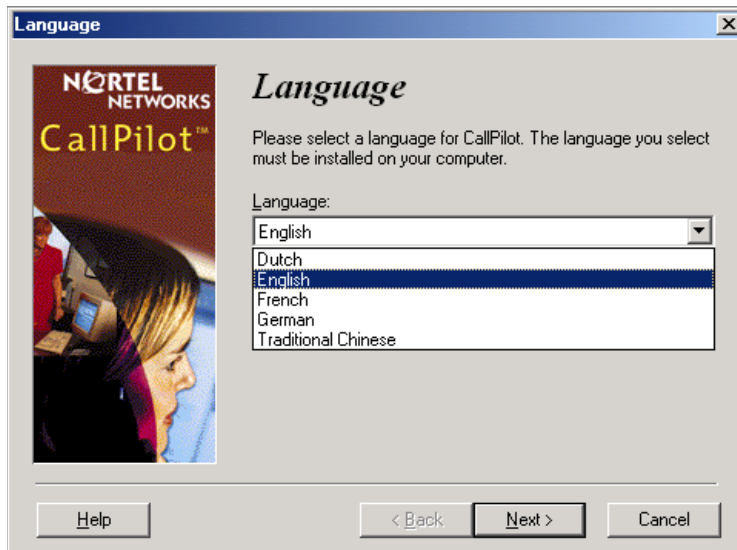 Language
NORTEL
NETWORKS
CallPilot™
Language
Please select a language for CallPilot. The language you select
must be installed on your computer.
Language:
English
Dutch
English
French
German
Traditional Chinese
Help
< Back
Next >
Cancel